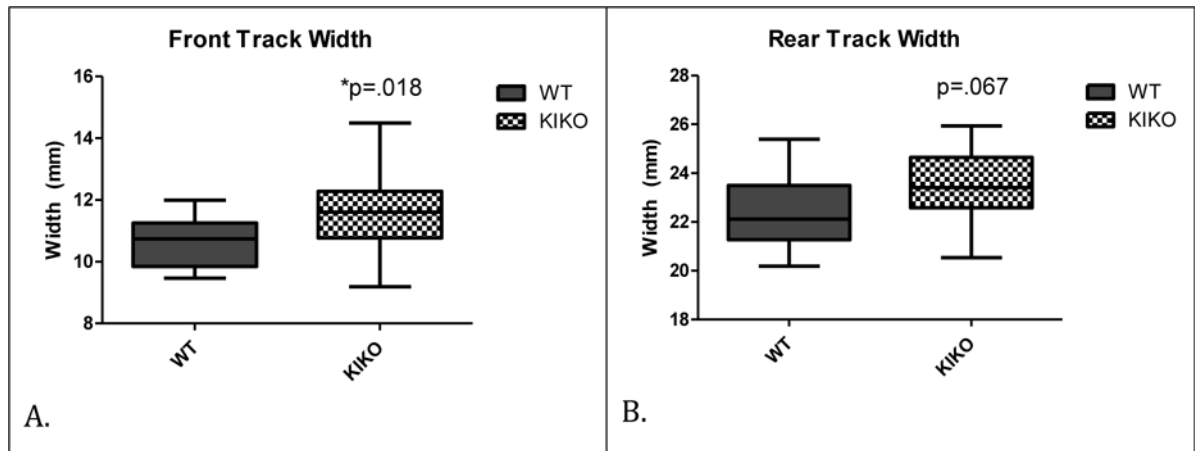 Front Track Width
*p=.018
WT
KIKO
16
14
12
10
8
Width (mm)
WT
KIKO
A.
Rear Track Width
p=.067
WT
KIKO
28
26
24
22
20
18
Width (mm)
WT
KIKO
B.